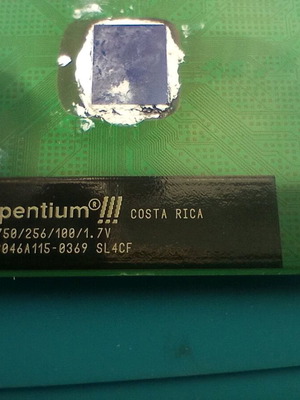 pentium®!!! COSTA RICA
750/256/100/1.7V
046A115-0369 SL4CF